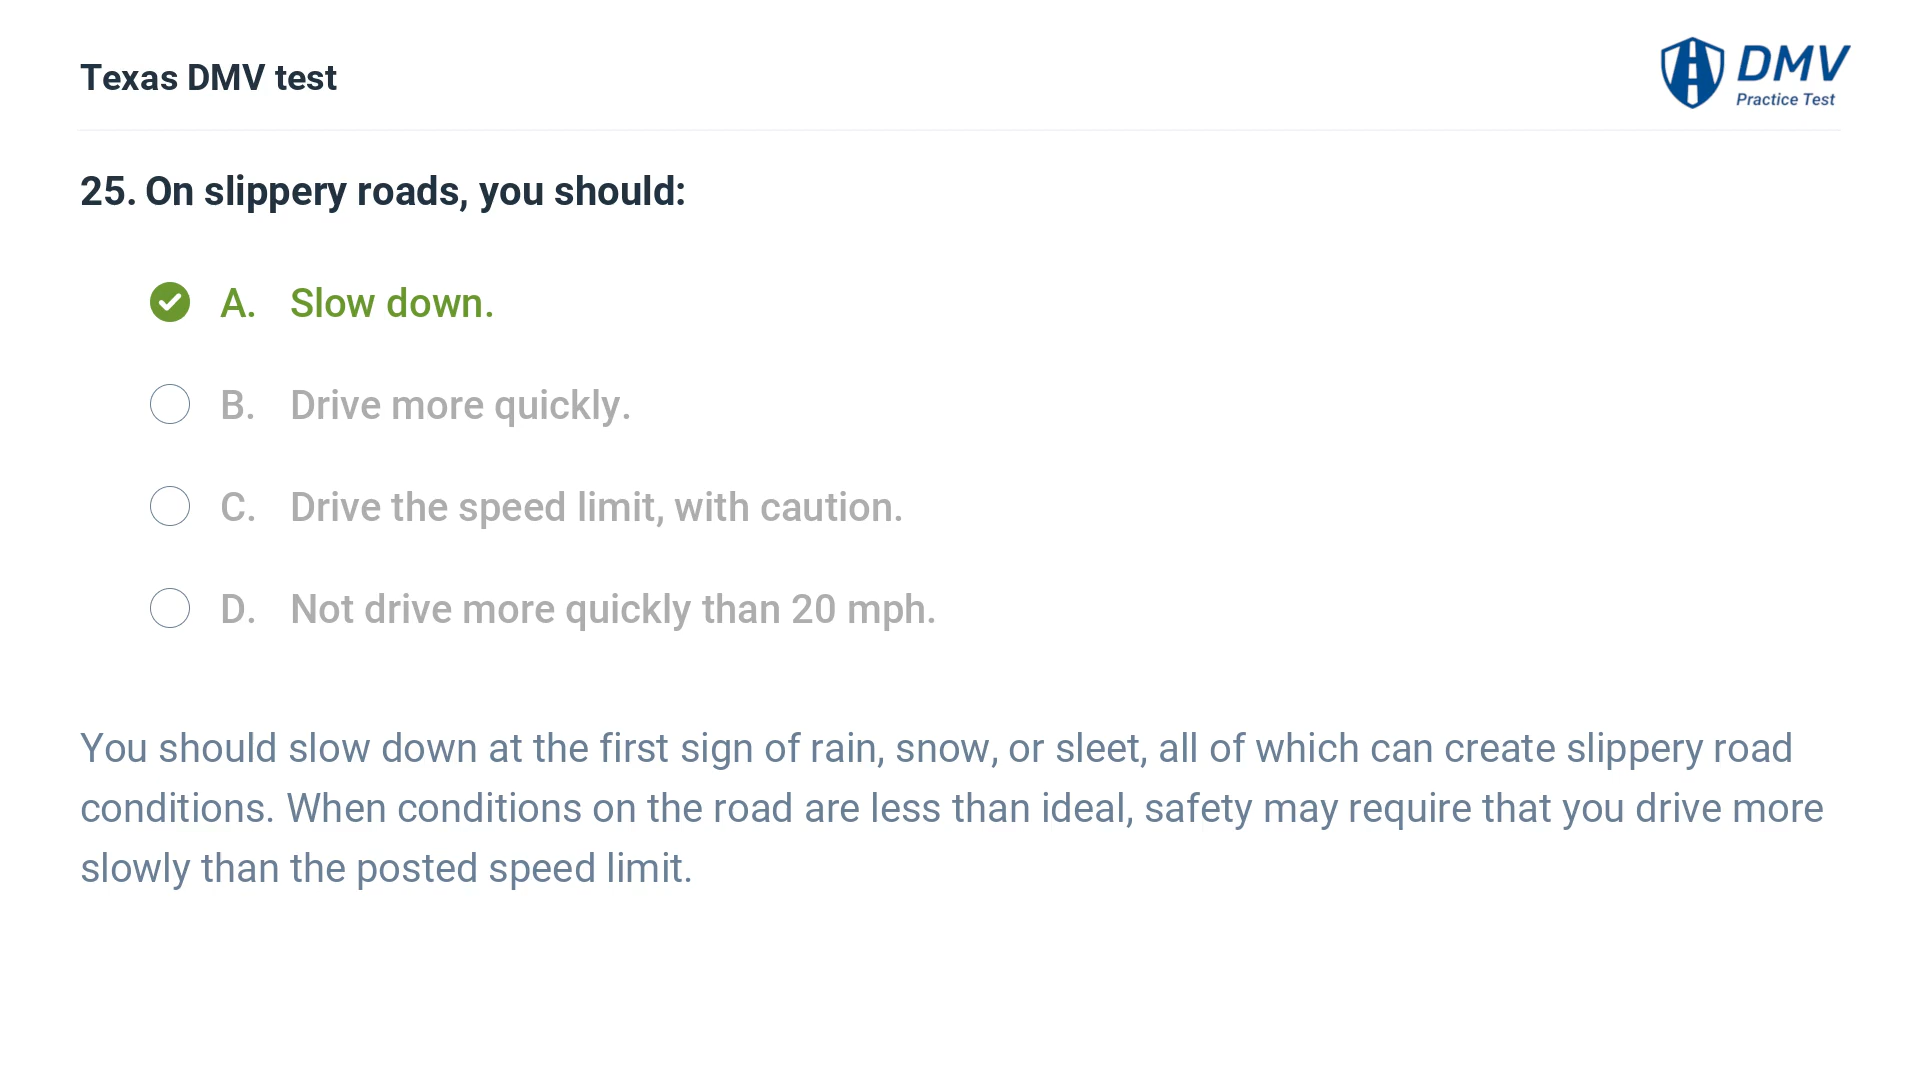 Texas DMV test
DMV
Practice Test
25. On slippery roads, you should:
A. Slow down.
B. Drive more quickly.
C. Drive the speed limit, with caution.
D. Not drive more quickly than 20 mph.
You should slow down at the first sign of rain, snow, or sleet, all of which can create slippery road
conditions. When conditions on the road are less than ideal, safety may require that you drive more
slowly than the posted speed limit.